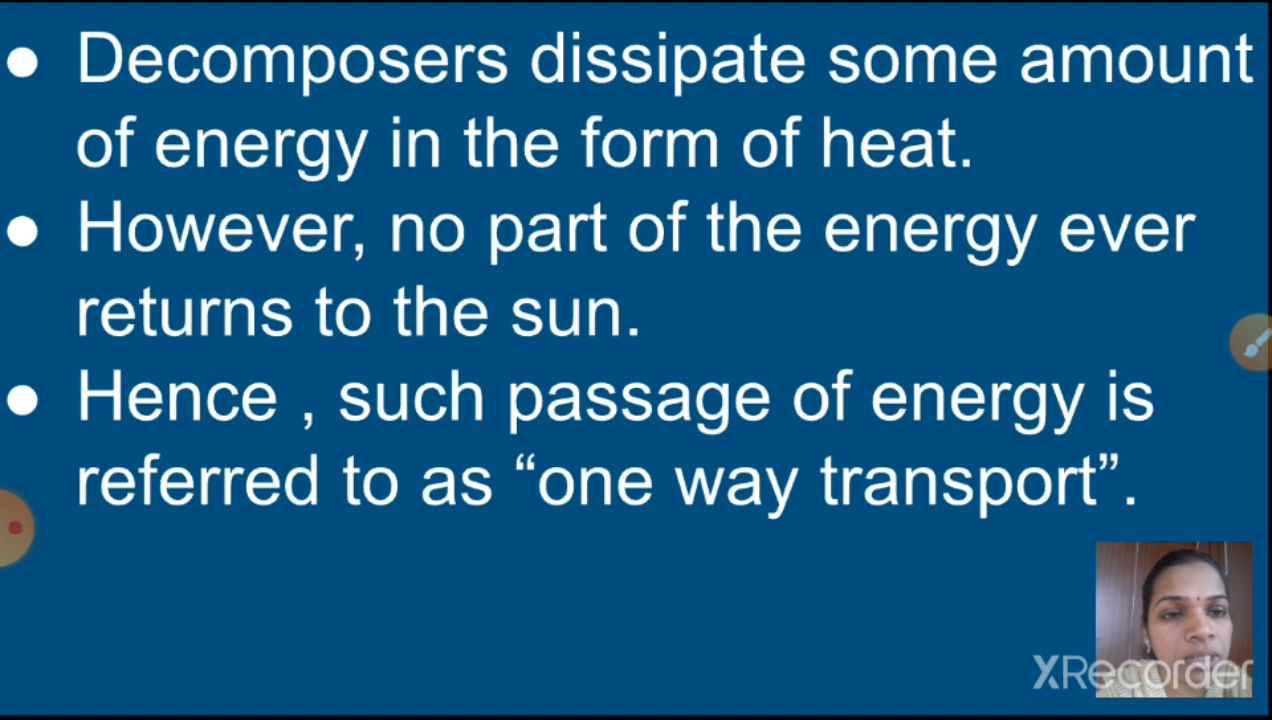 ● Decomposers dissipate some amount
of energy in the form of heat.
● However, no part of the energy ever
returns to the sun.
● Hence , such passage of energy is
referred to as “one way transport”.
XRecorder